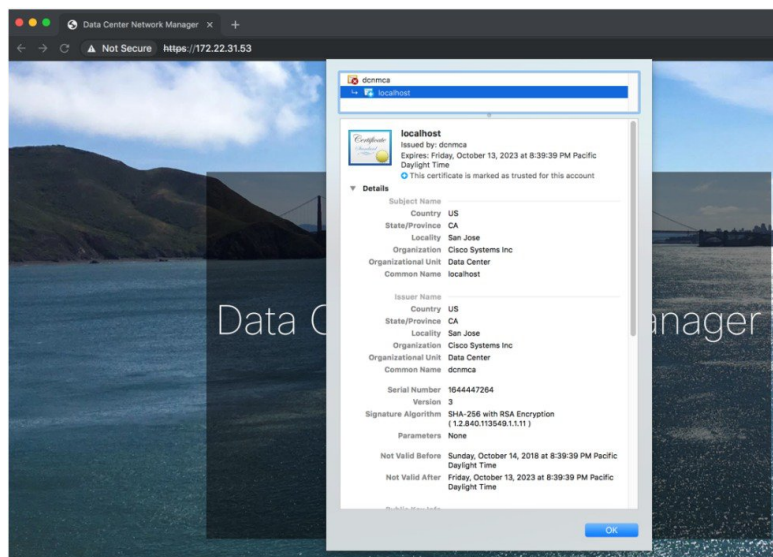 Data Center Network Manager
Not Secure https://172.22.31.53
dcnmca
localhost
Certificate
Standard
localhost
Issued by: dcnmca
Expires: Friday, October 13, 2023 at 8:39:39 PM Pacific
Daylight Time
This certificate is marked as trusted for this account
Details
Subject Name
Country US
State/Province CA
Locality San Jose
Organization Cisco Systems Inc
Organizational Unit Data Center
Common Name localhost
Issuer Name
Country US
State/Province CA
Locality San Jose
Organization Cisco Systems Inc
Organizational Unit Data Center
Common Name dcnmca
Serial Number 1644447264
Version 3
Signature Algorithm SHA-256 with RSA Encryption
( 1.2.840.113549.1.1.11 )
Parameters None
Not Valid Before Sunday, October 14, 2018 at 8:39:39 PM Pacific
Daylight Time
Not Valid After Friday, October 13, 2023 at 8:39:39 PM Pacific
Daylight Time
Public Key Info
OK
Data C anager